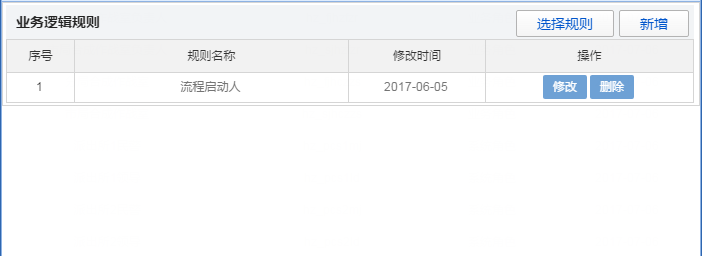 业务逻辑规则 选择规则 新增
序号 规则名称 修改时间 操作
1 流程启动人 2017-06-05 修改 删除